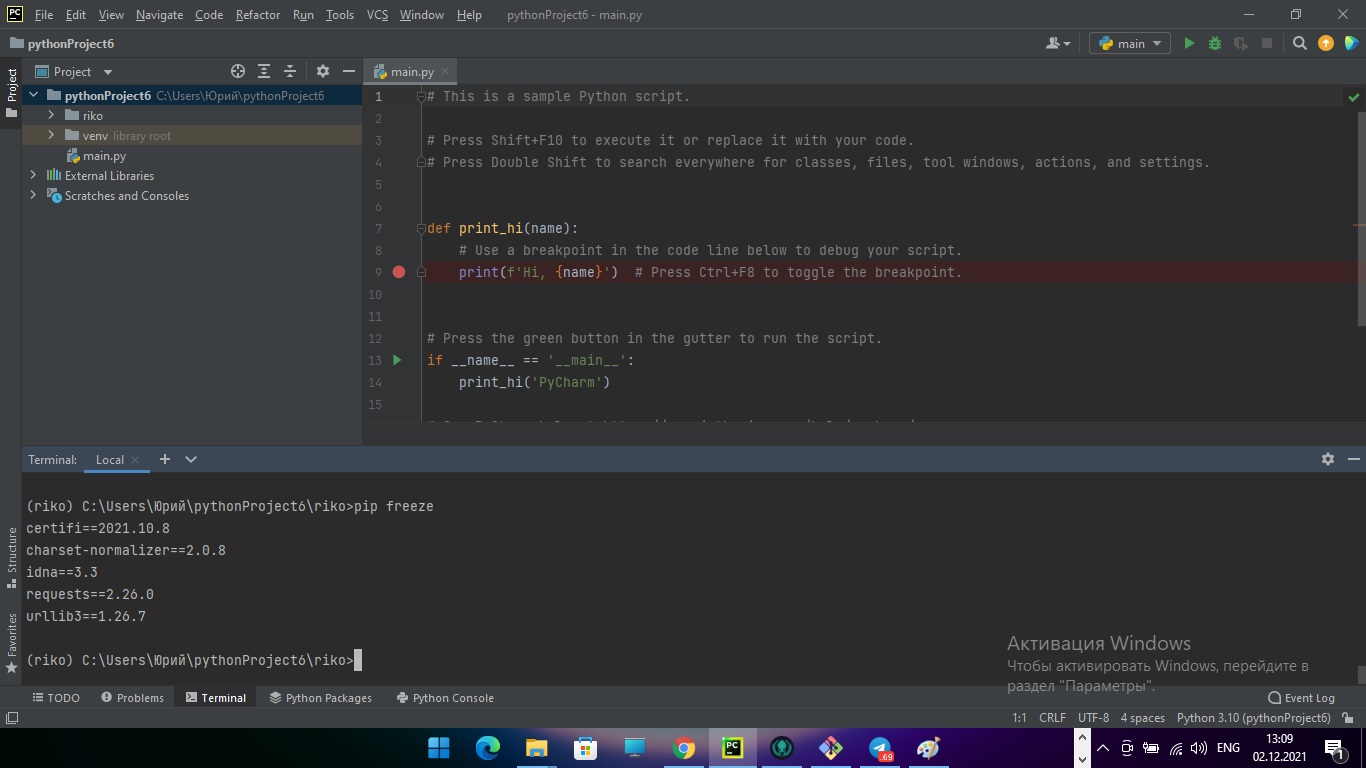 PC File Edit View Navigate Code Refactor Run Tools VCS Window Help pythonProject6 - main.py
pythonProject6 main
Project
Project main.py
pythonProject6 C:\Users\Юрий\pythonProject6
riko
venv library root
main.py
External Libraries
Scratches and Consoles
1 # This is a sample Python script.
2
3 # Press Shift+F10 to execute it or replace it with your code.
4 # Press Double Shift to search everywhere for classes, files, tool windows, actions, and settings.
5
6
7 def print_hi(name):
8 # Use a breakpoint in the code line below to debug your script.
9 print(f'Hi, {name}') # Press Ctrl+F8 to toggle the breakpoint.
10
11
12 # Press the green button in the gutter to run the script.
13 if __name__ == '__main__':
14 print_hi('PyCharm')
15
Terminal: Local
(riko) C:\Users\Юрий\pythonProject6\riko>pip freeze
certifi==2021.10.8
charset-normalizer==2.0.8
idna==3.3
requests==2.26.0
urllib3==1.26.7
(riko) C:\Users\Юрий\pythonProject6\riko>
Structure
Favorites
Активация Windows
Чтобы активировать Windows, перейдите в
раздел "Параметры".
TODO Problems Terminal Python Packages Python Console Event Log
1:1 CRLF UTF-8 4 spaces Python 3.10 (pythonProject6)
PC .69 ENG 13:09
02.12.2021 1